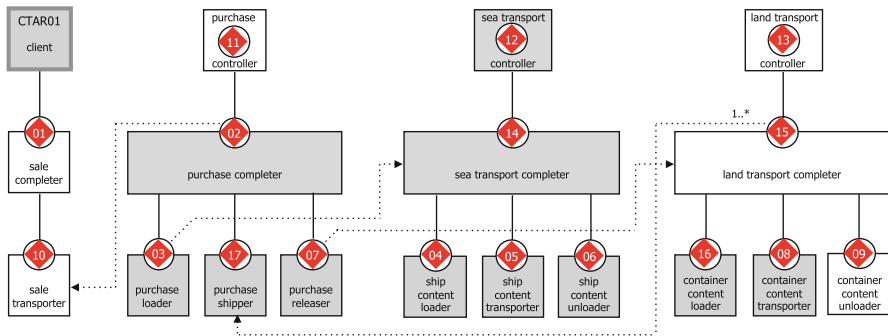 CTAR01
client
purchase
11
controller
sea transport
12
controller
land transport
13
controller
1..*
01
sale
completer
02
purchase completer
14
sea transport completer
15
land transport completer
10
sale
transporter
03
purchase
loader
17
purchase
shipper
07
purchase
releaser
04
ship
content
loader
05
ship
content
transporter
06
ship
content
unloader
16
container
content
loader
08
container
content
transporter
09
container
content
unloader